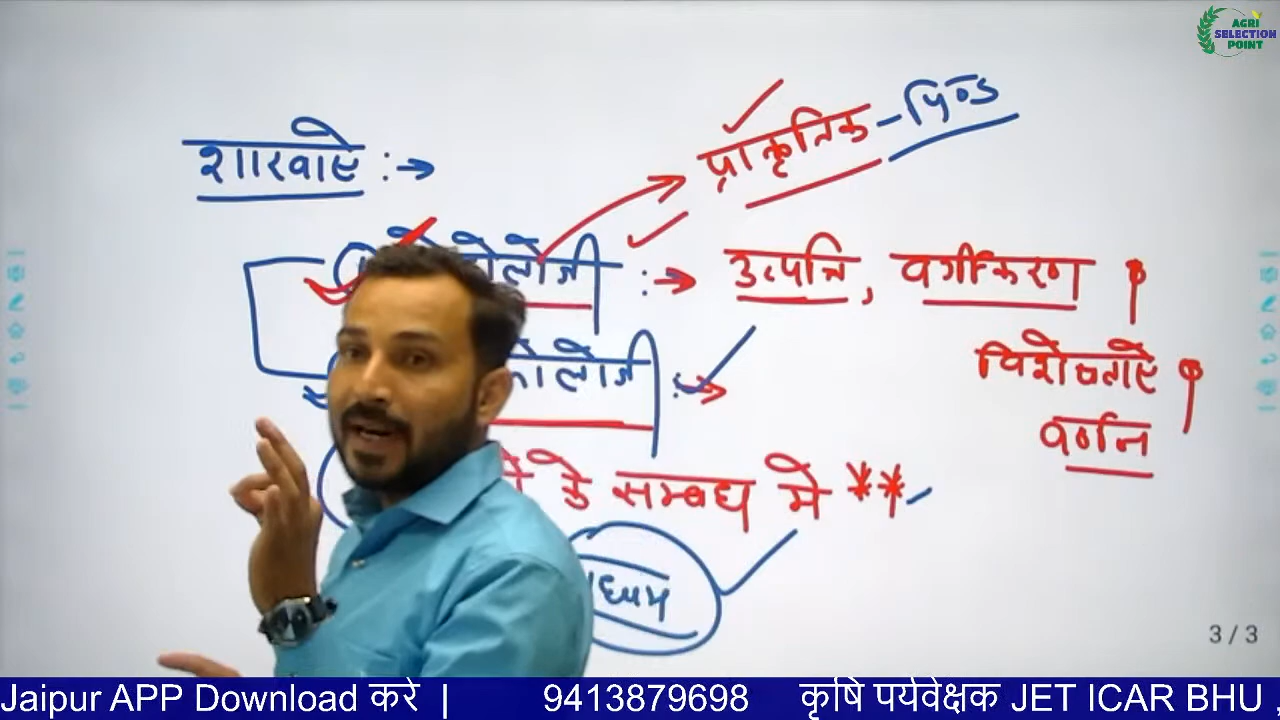 AGRI
SELECTION
POINT
शाखाऐ :→
प्राकृतिक - पिण्ड
:→ उत्पत्ति, वर्गीकरण
विशेषताऐ
वर्णन
के सम्बध मे **
3 / 3
Jaipur APP Download करे | 9413879698 कृषि पर्यवेक्षक JET ICAR BHU